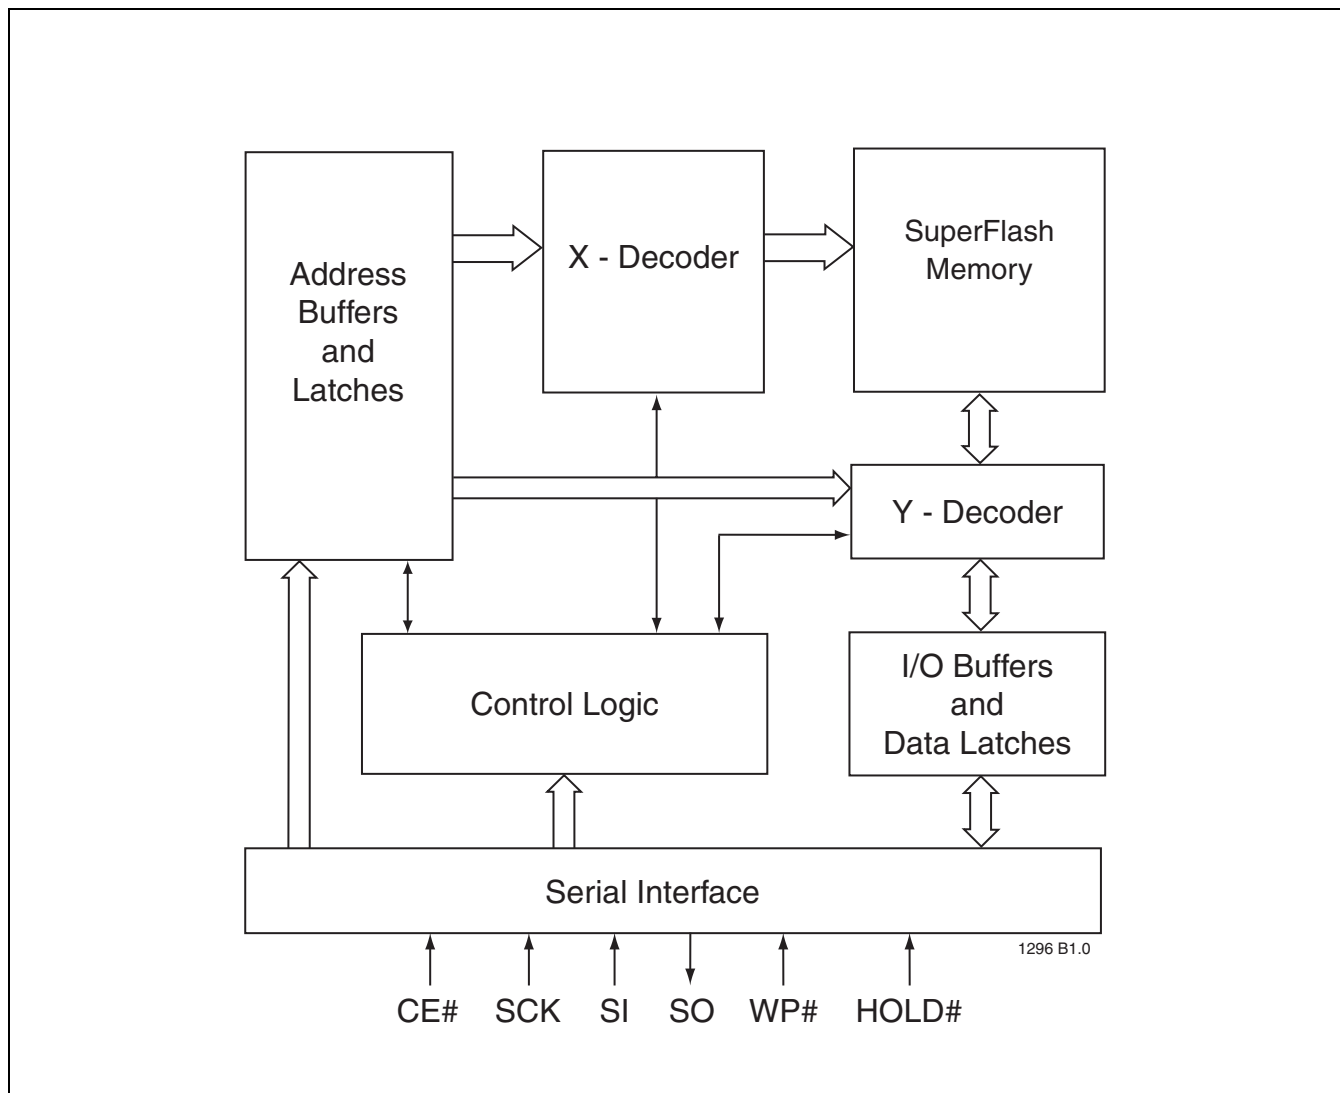 Address
Buffers
and
Latches
X - Decoder
SuperFlash
Memory
Y - Decoder
Control Logic
I/O Buffers
and
Data Latches
Serial Interface
1296 B1.0
CE# SCK SI SO WP# HOLD#